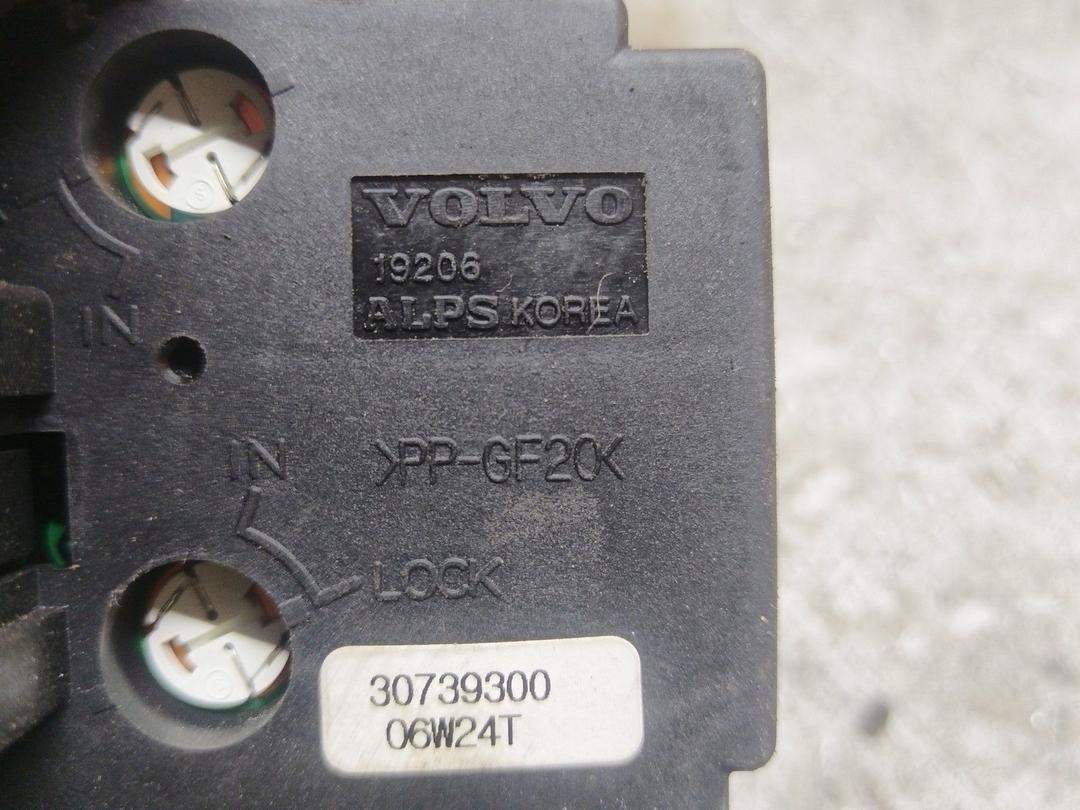 VOLVO
19206
ALPS KOREA
IN
IN
>PP-GF20<
LOCK
30739300
06W24T